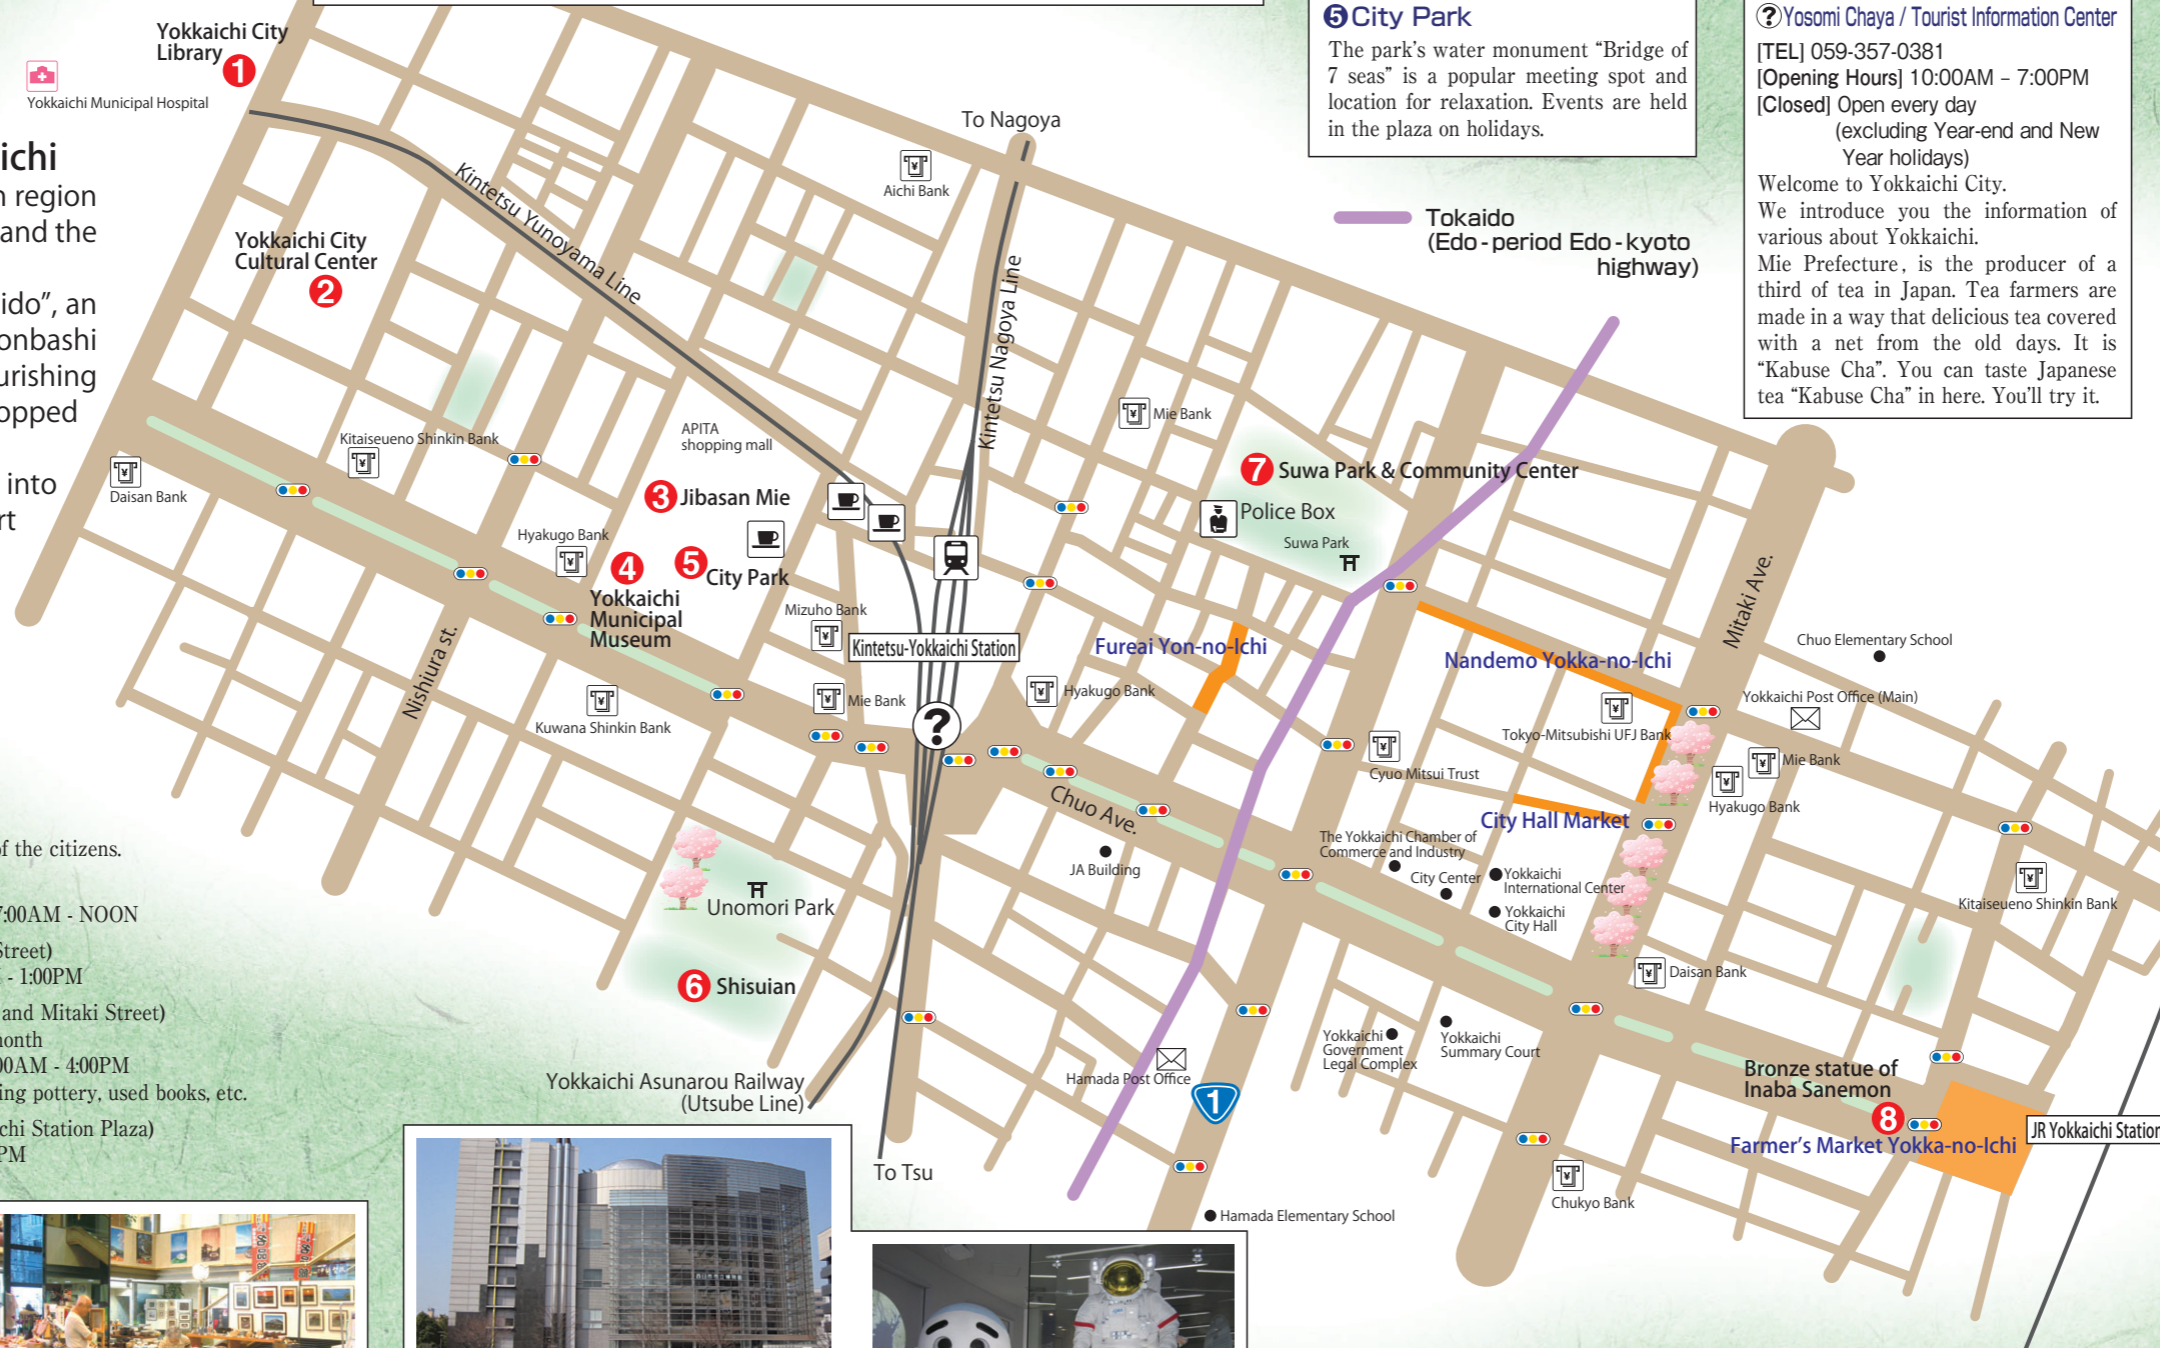 Yokkaichi City
Library
1
Yokkaichi Municipal Hospital
ichi
region
and the
ido”, an
onbashi
urishing
opped
into
rt
of the citizens.
7:00AM - NOON
Street)
- 1:00PM
and Mitaki Street)
month
00AM - 4:00PM
ing pottery, used books, etc.
chi Station Plaza)
PM
Yokkaichi City
Cultural Center
2
Kintetsu Yunoyama Line
To Nagoya
Aichi Bank
Kintetsu Nagoya Line
Kitaiseueno Shinkin Bank
Daisan Bank
APITA
shopping mall
3 Jibasan Mie
Hyakugo Bank
4
Yokkaichi
Municipal
Museum
5
City Park
Mizuho Bank
Kintetsu-Yokkaichi Station
Mie Bank
Nishiura st.
Kuwana Shinkin Bank
Mie Bank
?
Hyakugo Bank
Fureai Yon-no-Ichi
7 Suwa Park & Community Center
Police Box
Suwa Park
Nandemo Yokka-no-Ichi
Mitaki Ave.
Chuo Elementary School
Yokkaichi Post Office (Main)
Tokyo-Mitsubishi UFJ Bank
Mie Bank
Hyakugo Bank
Cyuo Mitsui Trust
City Hall Market
Chuo Ave.
JA Building
The Yokkaichi Chamber of
Commerce and Industry
City Center
Yokkaichi
International Center
Yokkaichi
City Hall
Kitaiseueno Shinkin Bank
Unomori Park
6 Shisuian
Daisan Bank
Yokkaichi
Government
Legal Complex
Yokkaichi
Summary Court
Hamada Post Office
1
Yokkaichi Asunarou Railway
(Utsube Line)
To Tsu
Bronze statue of
Inaba Sanemon
8
Farmer's Market Yokka-no-Ichi
JR Yokkaichi Station
Chukyo Bank
Hamada Elementary School
5 City Park
The park's water monument “Bridge of
7 seas” is a popular meeting spot and
location for relaxation. Events are held
in the plaza on holidays.
Tokaido
(Edo-period Edo-kyoto
highway)
? Yosomi Chaya / Tourist Information Center
[TEL] 059-357-0381
[Opening Hours] 10:00AM – 7:00PM
[Closed] Open every day
(excluding Year-end and New
Year holidays)
Welcome to Yokkaichi City.
We introduce you the information of
various about Yokkaichi.
Mie Prefecture, is the producer of a
third of tea in Japan. Tea farmers are
made in a way that delicious tea covered
with a net from the old days. It is
“Kabuse Cha”. You can taste Japanese
tea “Kabuse Cha” in here. You'll try it.